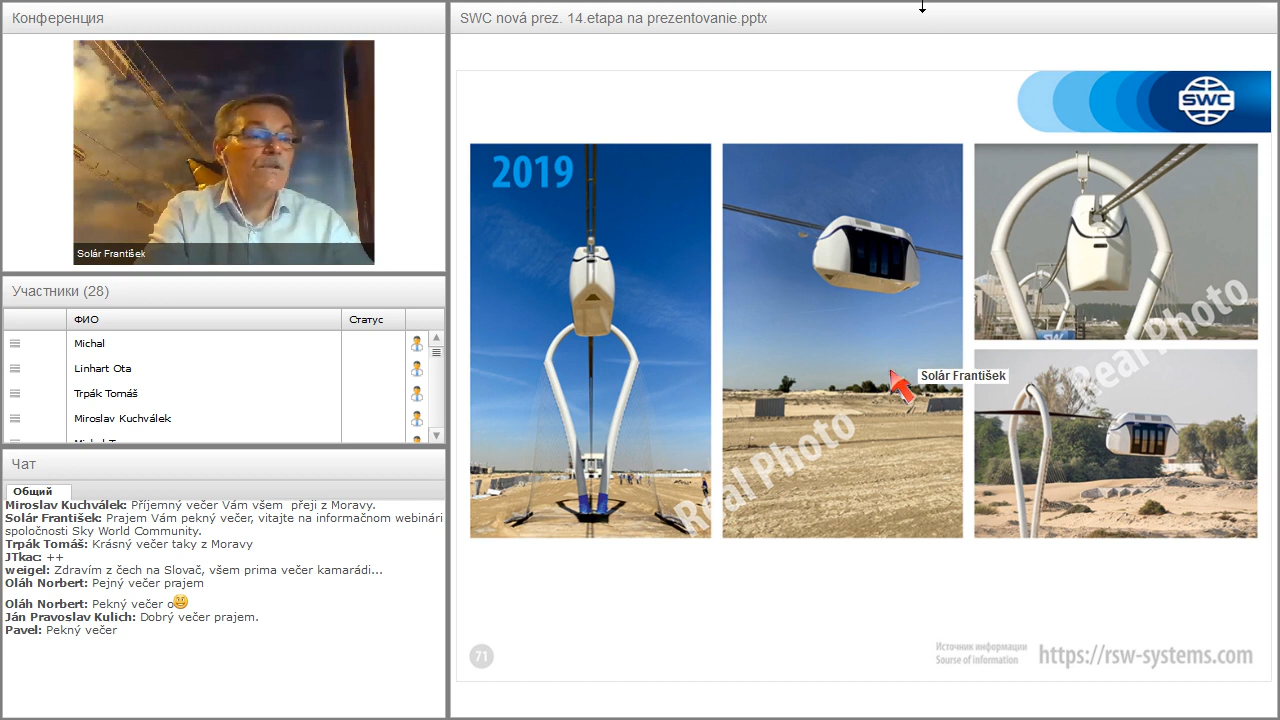 Конференция
Solár František
Участники (28)
ФИО
Статус
Michal
Linhart Ota
Trpák Tomáš
Miroslav Kuchválek
Чат
Общий
Miroslav Kuchválek: Příjemný večer Vám všem přeji z Moravy.
Solár František: Prajem Vám pekný večer, vitajte na informačnom webinári
spoločnosti Sky World Community.
Trpák Tomáš: Krásný večer taky z Moravy
JTkac: ++
weigel: Zdravím z čech na Slovač, všem prima večer kamarádi...
Oláh Norbert: Pejný večer prajem
Oláh Norbert: Pekný večer o
Ján Pravoslav Kulich: Dobrý večer prajem.
Pavel: Pekný večer
SWC nová prez. 14.etapa na prezentovanie.pptx
SWC
2019
Real Photo
Real Photo
Real Photo
SWC
Solár František
71
Источник информации
Sourse of information
https://rsw-systems.com